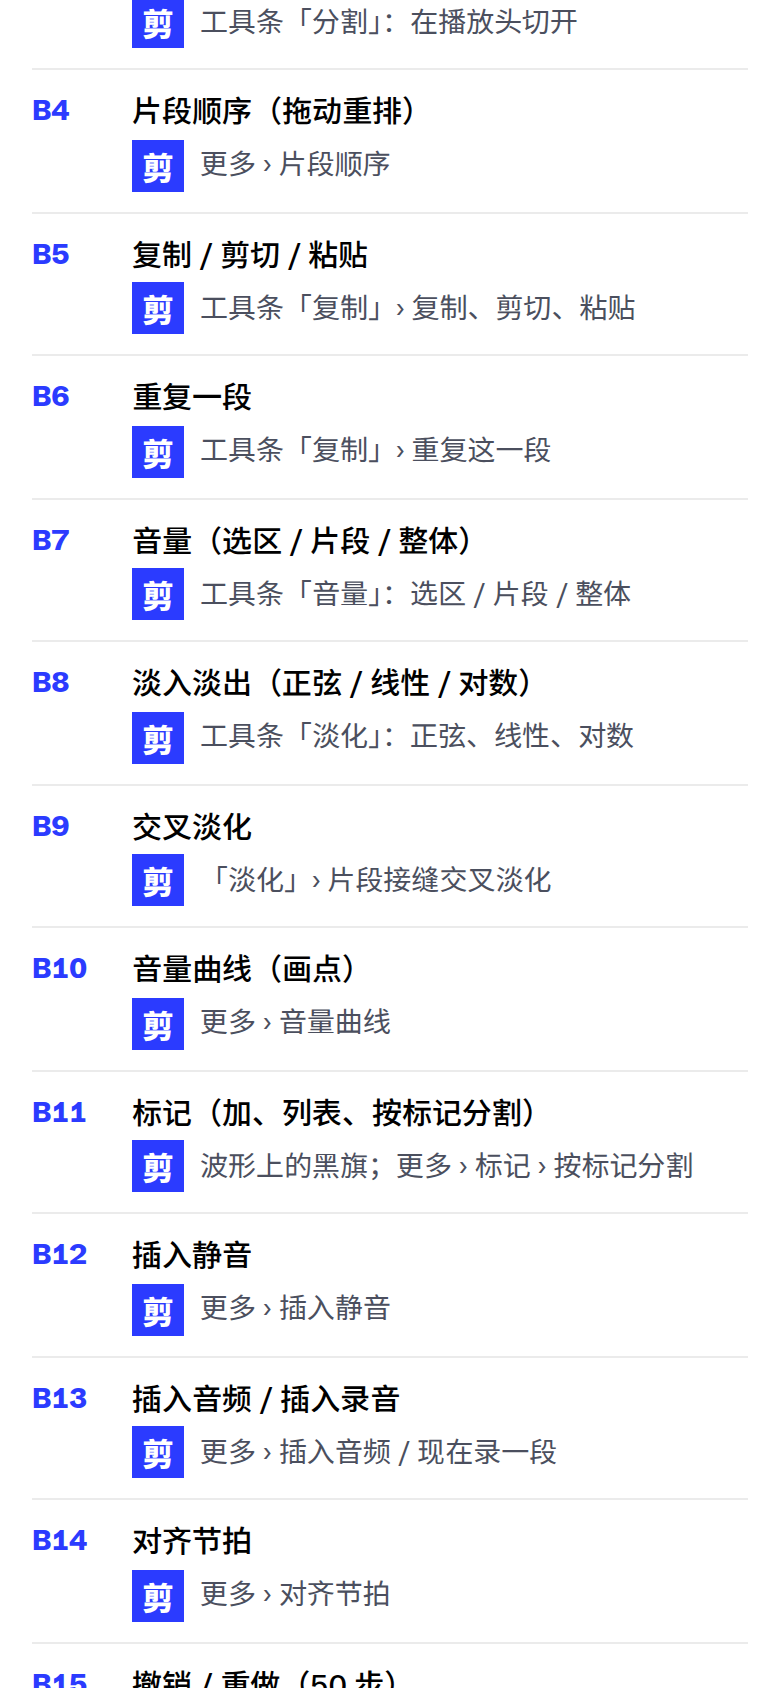 剪 工具条「分割」：在播放头切开
B4 片段顺序（拖动重排）
剪 更多 › 片段顺序
B5 复制 / 剪切 / 粘贴
剪 工具条「复制」› 复制、剪切、粘贴
B6 重复一段
剪 工具条「复制」› 重复这一段
B7 音量（选区 / 片段 / 整体）
剪 工具条「音量」：选区 / 片段 / 整体
B8 淡入淡出（正弦 / 线性 / 对数）
剪 工具条「淡化」：正弦、线性、对数
B9 交叉淡化
剪 「淡化」› 片段接缝交叉淡化
B10 音量曲线（画点）
剪 更多 › 音量曲线
B11 标记（加、列表、按标记分割）
剪 波形上的黑旗；更多 › 标记 › 按标记分割
B12 插入静音
剪 更多 › 插入静音
B13 插入音频 / 插入录音
剪 更多 › 插入音频 / 现在录一段
B14 对齐节拍
剪 更多 › 对齐节拍
B15 撤销 / 重做（50 步）